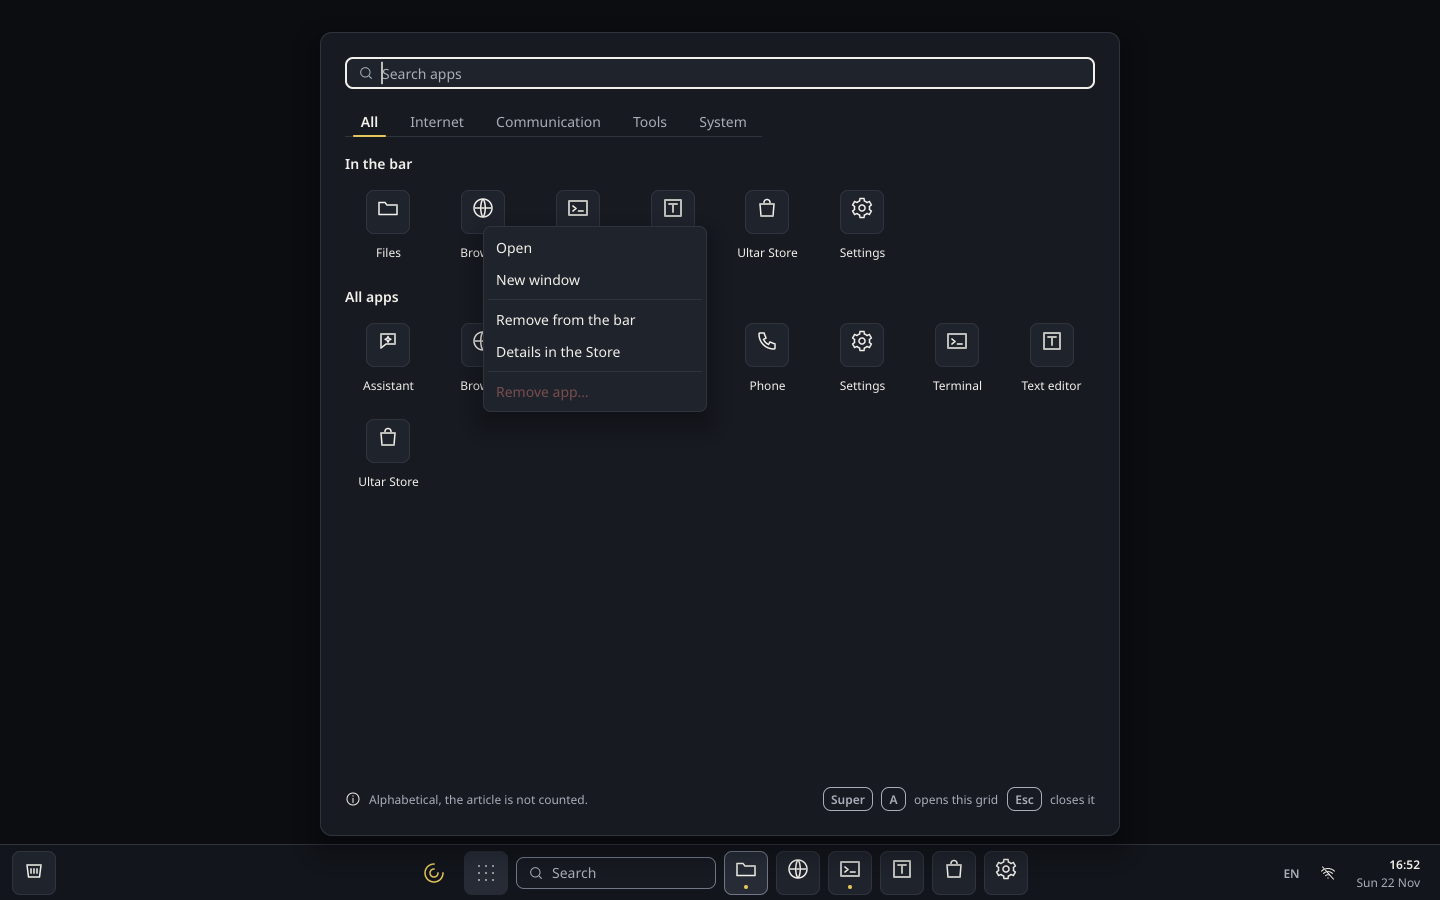 Search apps
All Internet Communication Tools System
In the bar
Files Ultar Store Settings
Open
New window
All apps
Remove from the bar
Details in the Store
Assistant Phone Settings Terminal Text editor
Remove app...
Ultar Store
Alphabetical, the article is not counted. Super A opens this grid Esc closes it
Search
EN
16:52
Sun 22 Nov